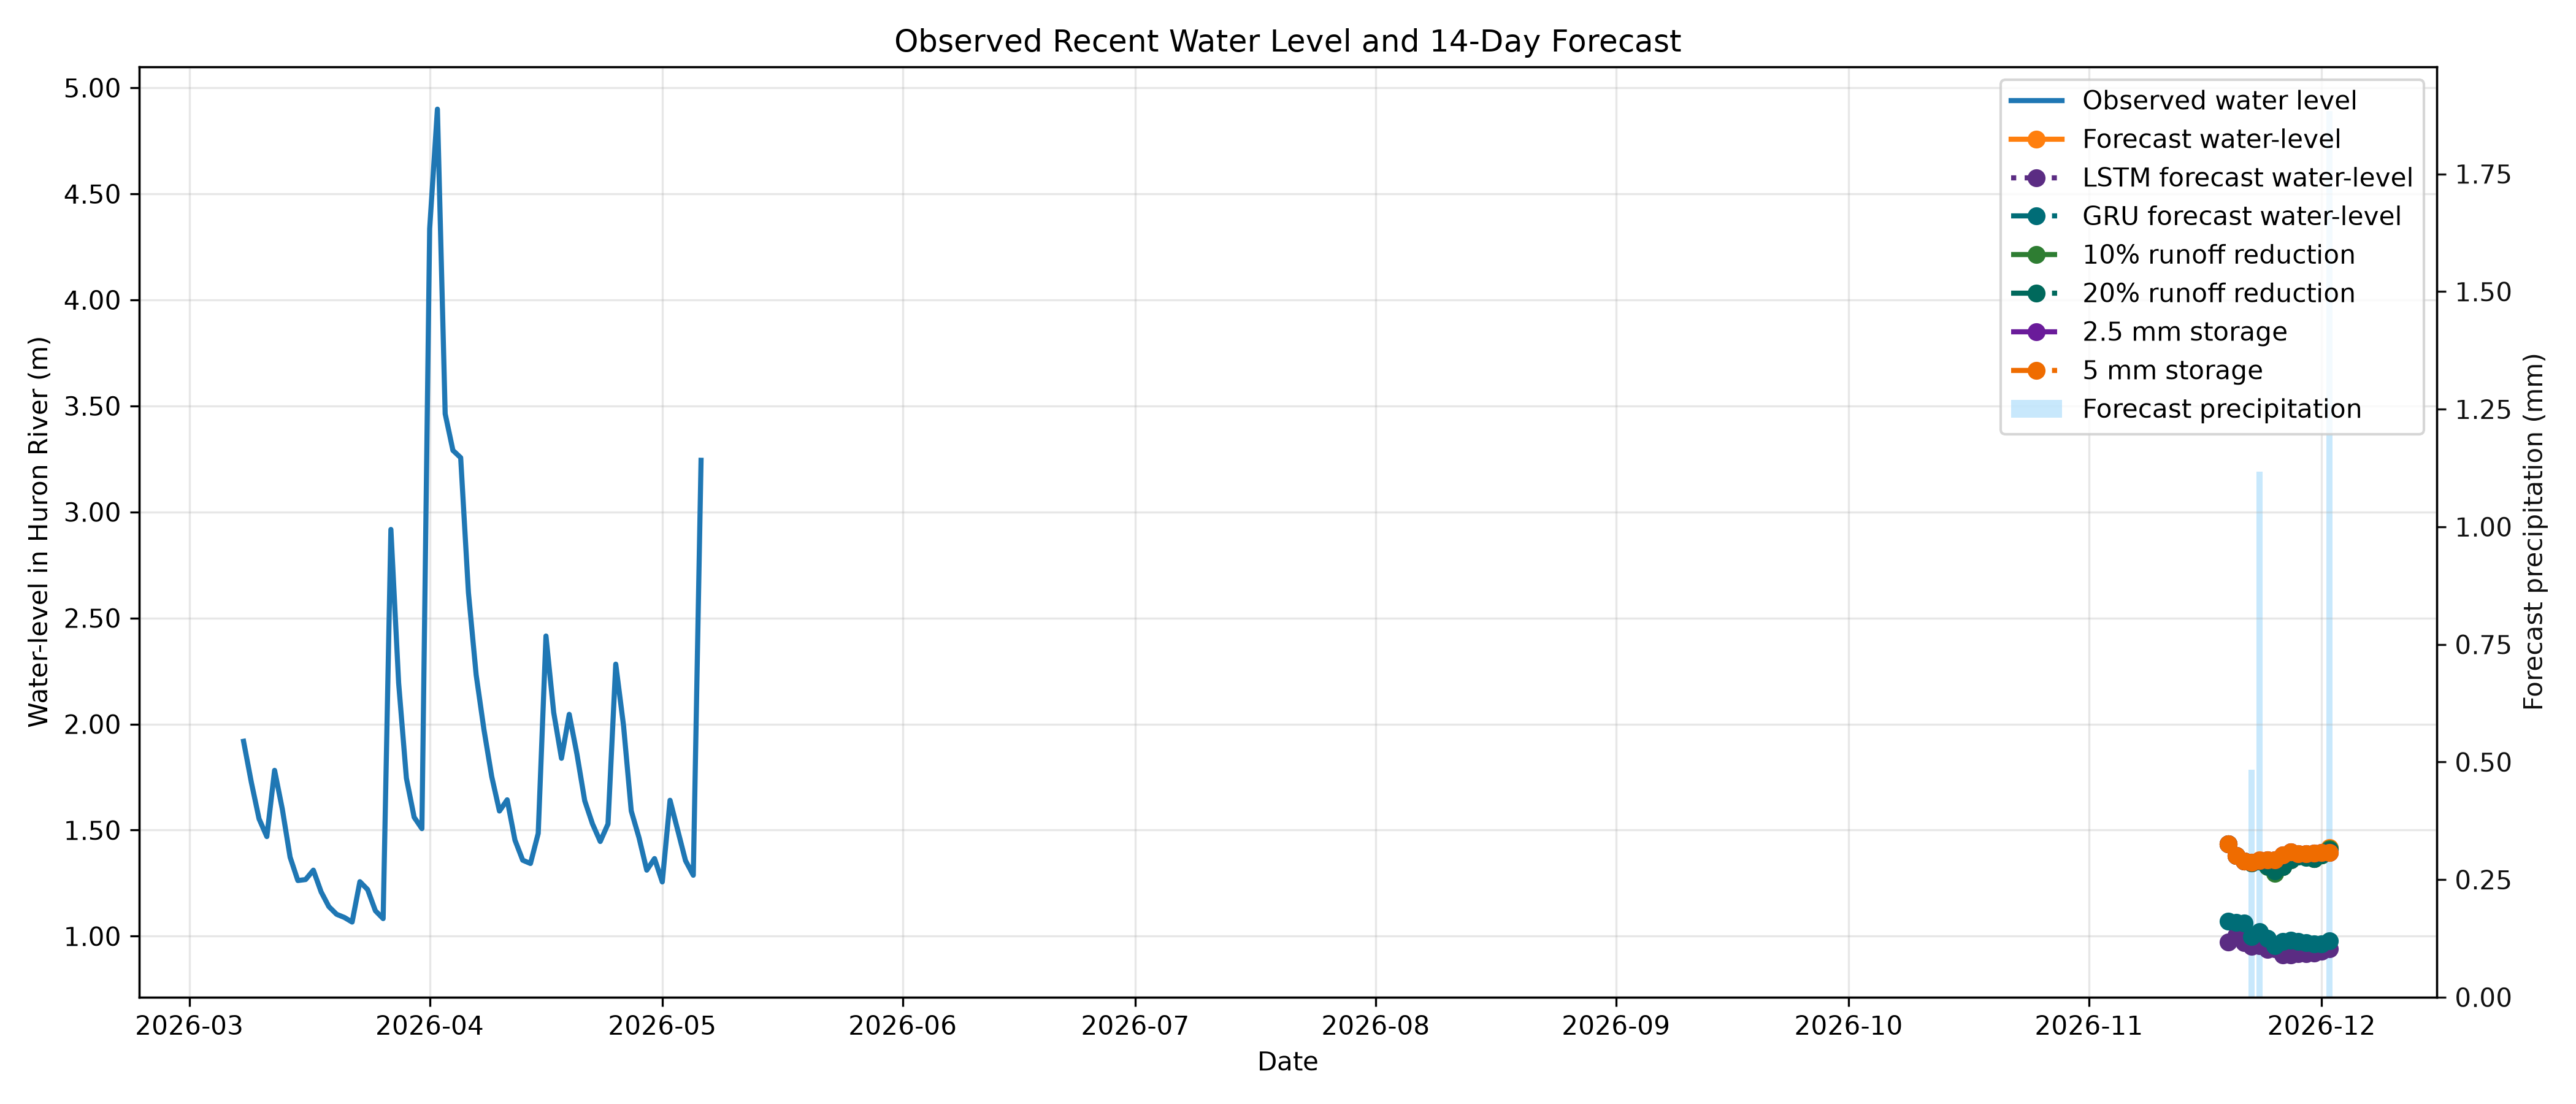 Observed Recent Water Level and 14-Day Forecast
Water-level in Huron River (m)
5.00
4.50
4.00
3.50
3.00
2.50
2.00
1.50
1.00
Observed water level
Forecast water-level
LSTM forecast water-level
GRU forecast water-level
10% runoff reduction
20% runoff reduction
2.5 mm storage
5 mm storage
Forecast precipitation
1.75
1.50
1.25
1.00
0.75
0.50
0.25
0.00
Forecast precipitation (mm)
2026-03 2026-04 2026-05 2026-06 2026-07 2026-08 2026-09 2026-10 2026-11 2026-12
Date